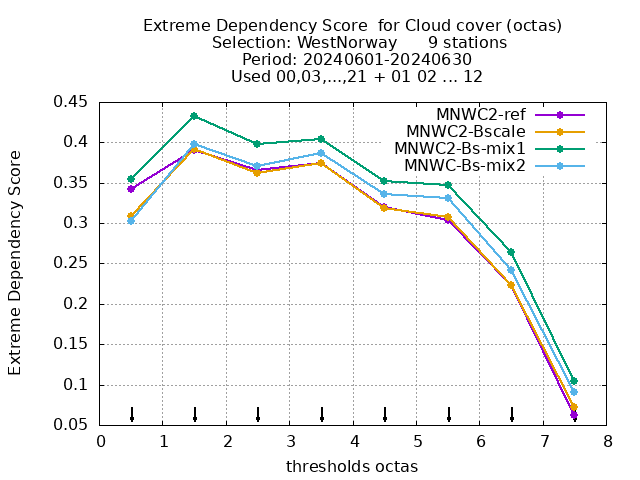 Extreme Dependency Score  for Cloud cover (octas)
Selection: WestNorway      9 stations
Period: 20240601-20240630
Used 00,03,...,21 + 01 02 ... 12
MNWC2-ref
MNWC2-Bscale
MNWC2-Bs-mix1
MNWC-Bs-mix2
Extreme Dependency Score
0.45
0.4
0.35
0.3
0.25
0.2
0.15
0.1
0.05
0 1 2 3 4 5 6 7 8
thresholds octas